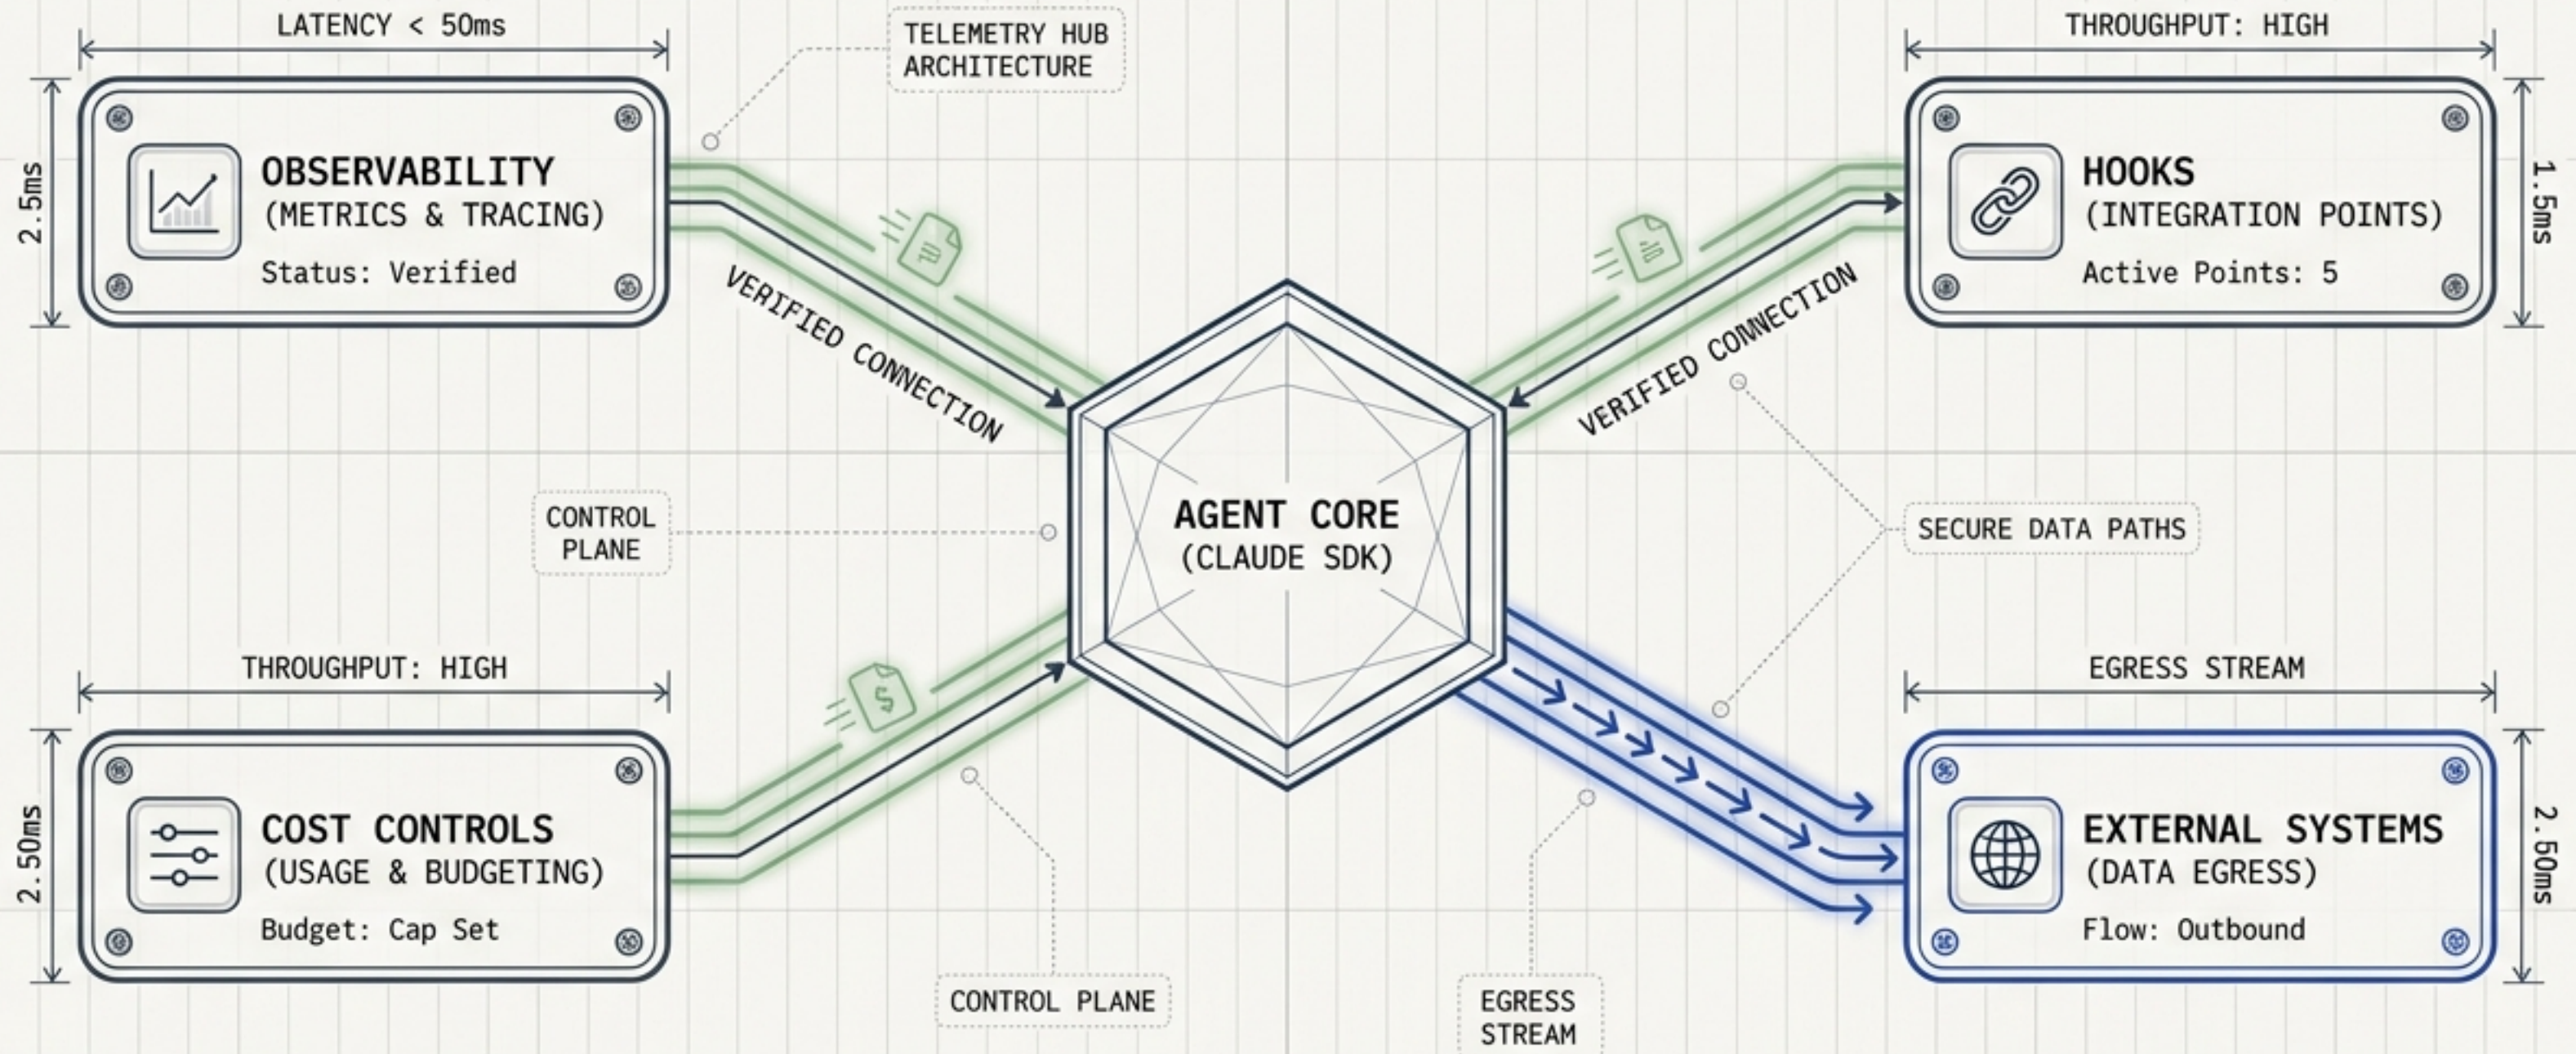 LATENCY < 50ms
2.5ms
OBSERVABILITY
(METRICS & TRACING)
Status: Verified
TELEMETRY HUB
ARCHITECTURE
VERIFIED CONNECTION
THROUGHPUT: HIGH
HOOKS
(INTEGRATION POINTS)
Active Points: 5
1.5ms
VERIFIED CONNECTION
CONTROL
PLANE
AGENT CORE
(CLAUDE SDK)
SECURE DATA PATHS
THROUGHPUT: HIGH
2.50ms
COST CONTROLS
(USAGE & BUDGETING)
Budget: Cap Set
$
CONTROL PLANE
EGRESS
STREAM
EGRESS STREAM
EXTERNAL SYSTEMS
(DATA EGRESS)
Flow: Outbound
2.50ms